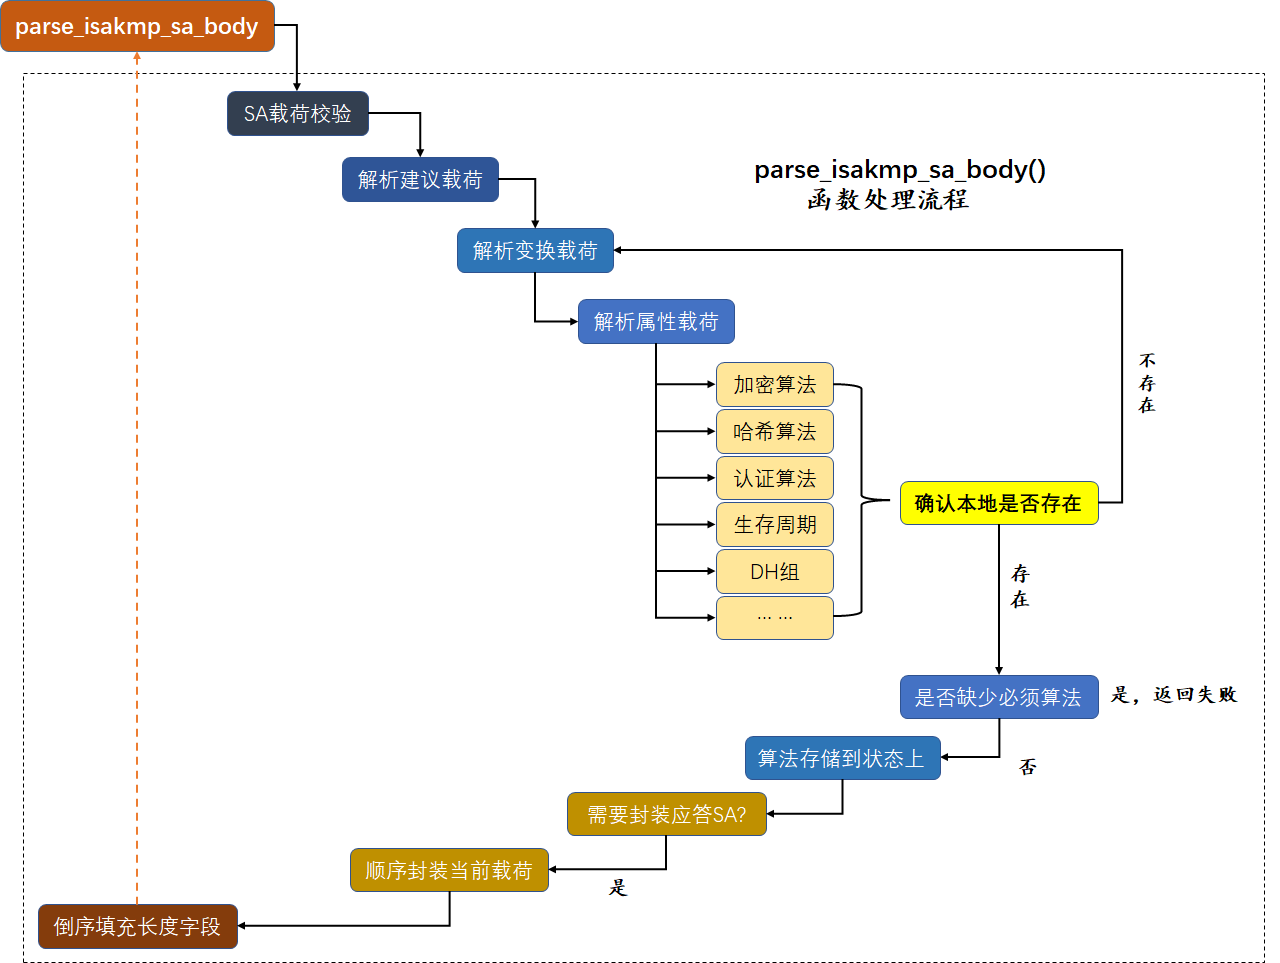 parse_isakmp_sa_body
SA载荷校验
解析建议载荷
parse_isakmp_sa_body()
函数处理流程
解析变换载荷
解析属性载荷
加密算法
哈希算法
认证算法
生存周期
DH组
... ...
不
存
在
确认本地是否存在
存
在
是否缺少必须算法
是，返回失败
否
算法存储到状态上
需要封装应答SA?
是
顺序封装当前载荷
倒序填充长度字段